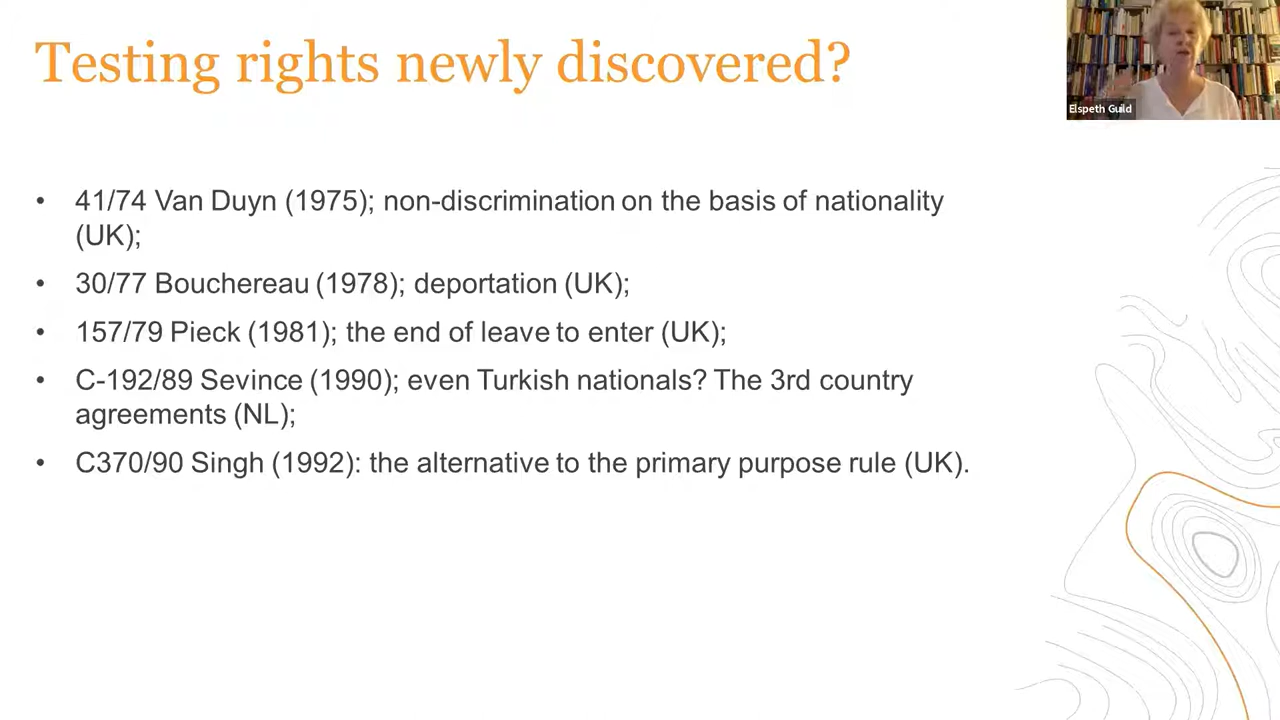 Testing rights newly discovered?
Elspeth Guild
• 41/74 Van Duyn (1975); non-discrimination on the basis of nationality
(UK);
• 30/77 Bouchereau (1978); deportation (UK);
• 157/79 Pieck (1981); the end of leave to enter (UK);
• C-192/89 Sevince (1990); even Turkish nationals? The 3rd country
agreements (NL);
• C370/90 Singh (1992): the alternative to the primary purpose rule (UK).